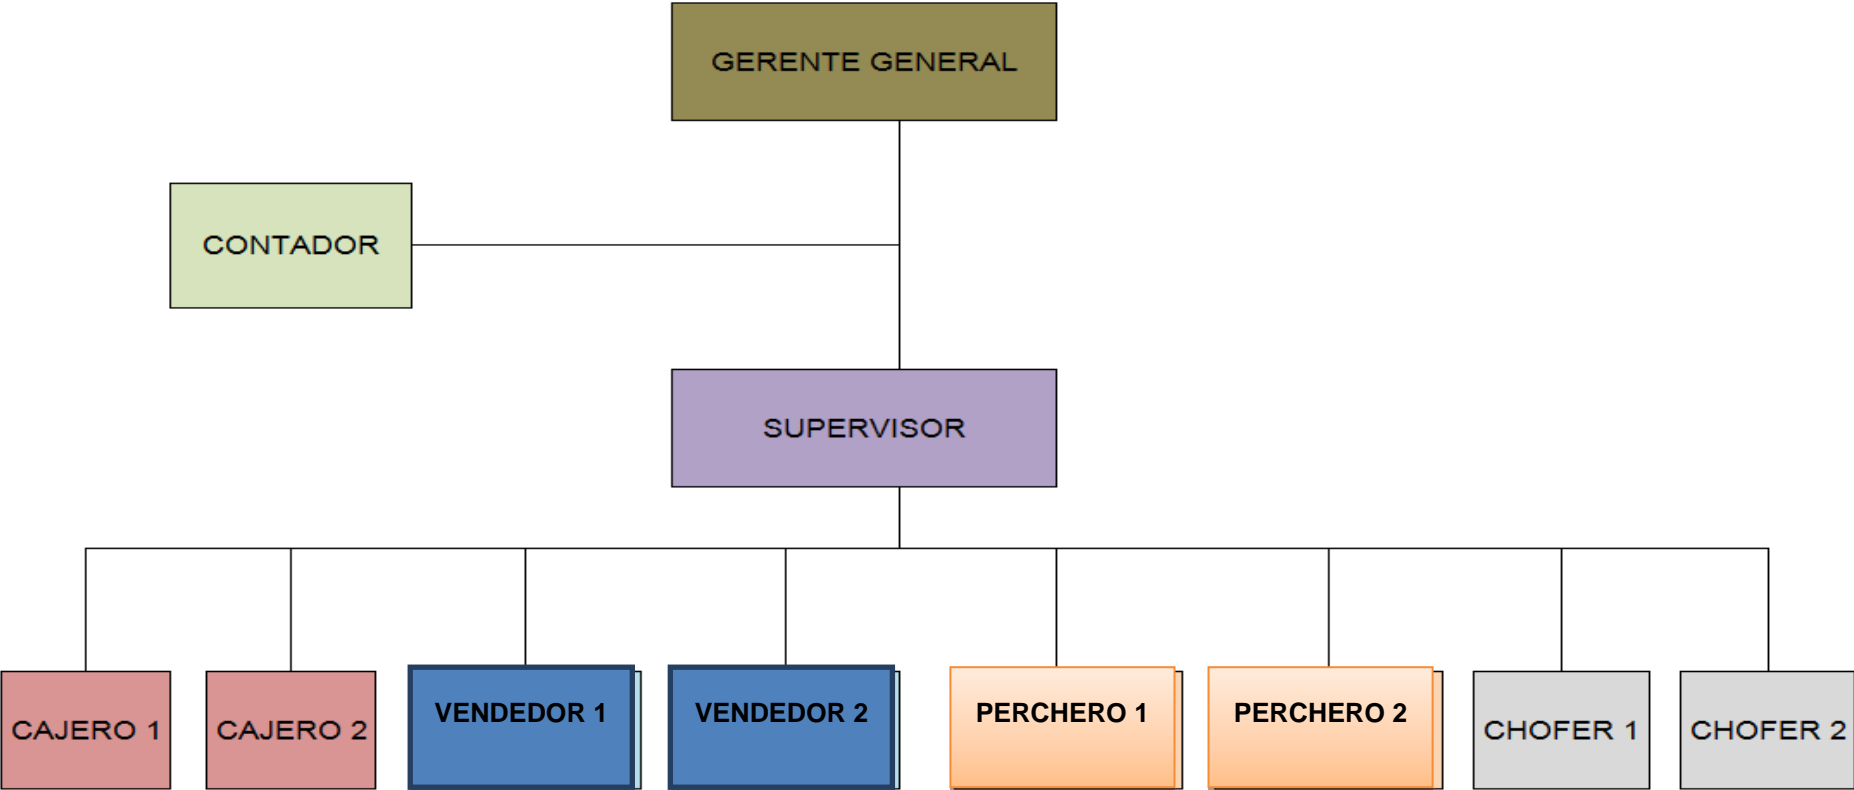 GERENTE GENERAL
CONTADOR
SUPERVISOR
CAJERO 1
CAJERO 2
VENDEDOR 1
VENDEDOR 2
PERCHERO 1
PERCHERO 2
CHOFER 1
CHOFER 2